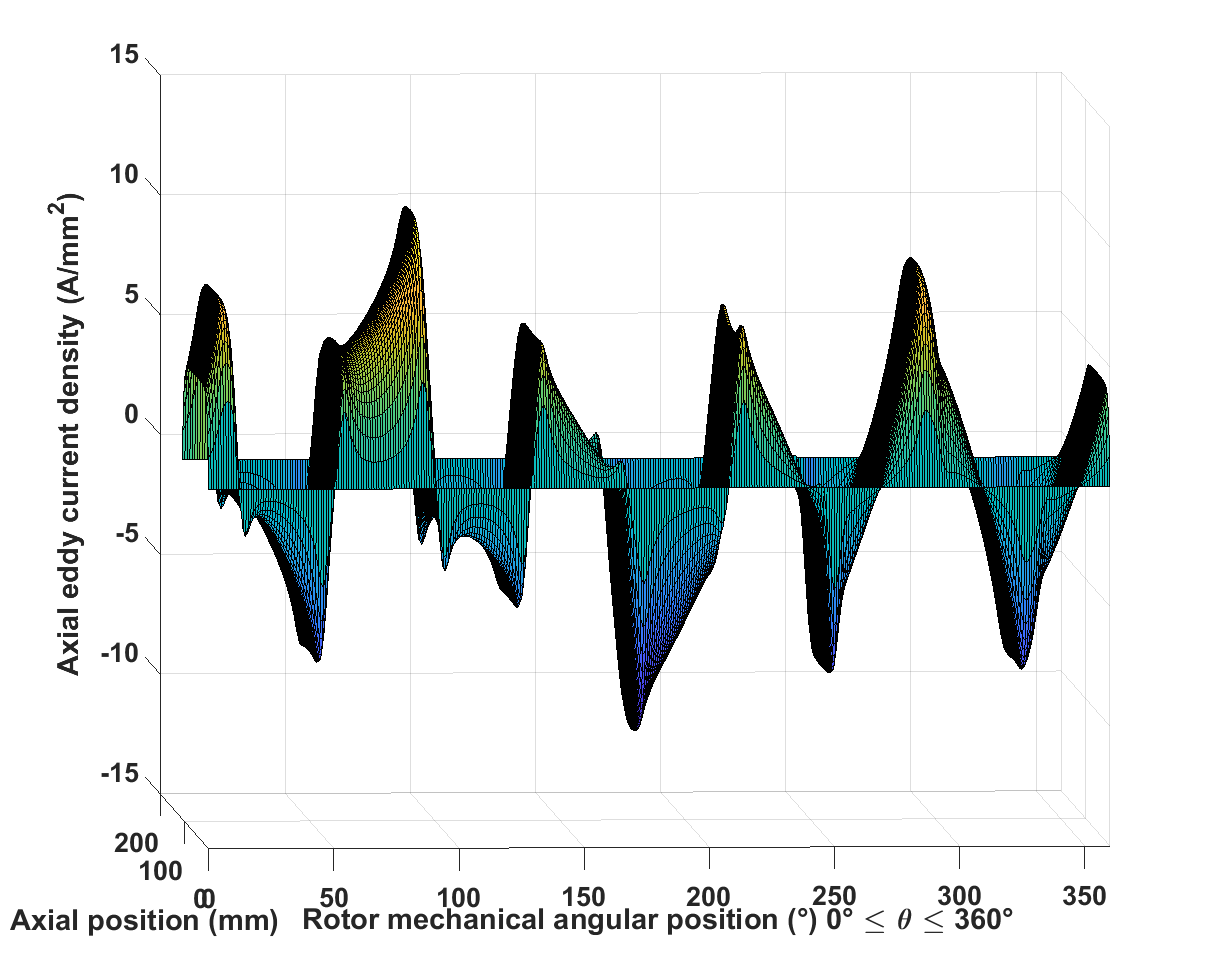 15
10
5
0
-5
-10
-15
Axial eddy current density (A/mm2)
200
100
0
0 50 100 150 200 250 300 350
Axial position (mm)
Rotor mechanical angular position (°) 0° ≤ θ ≤ 360°